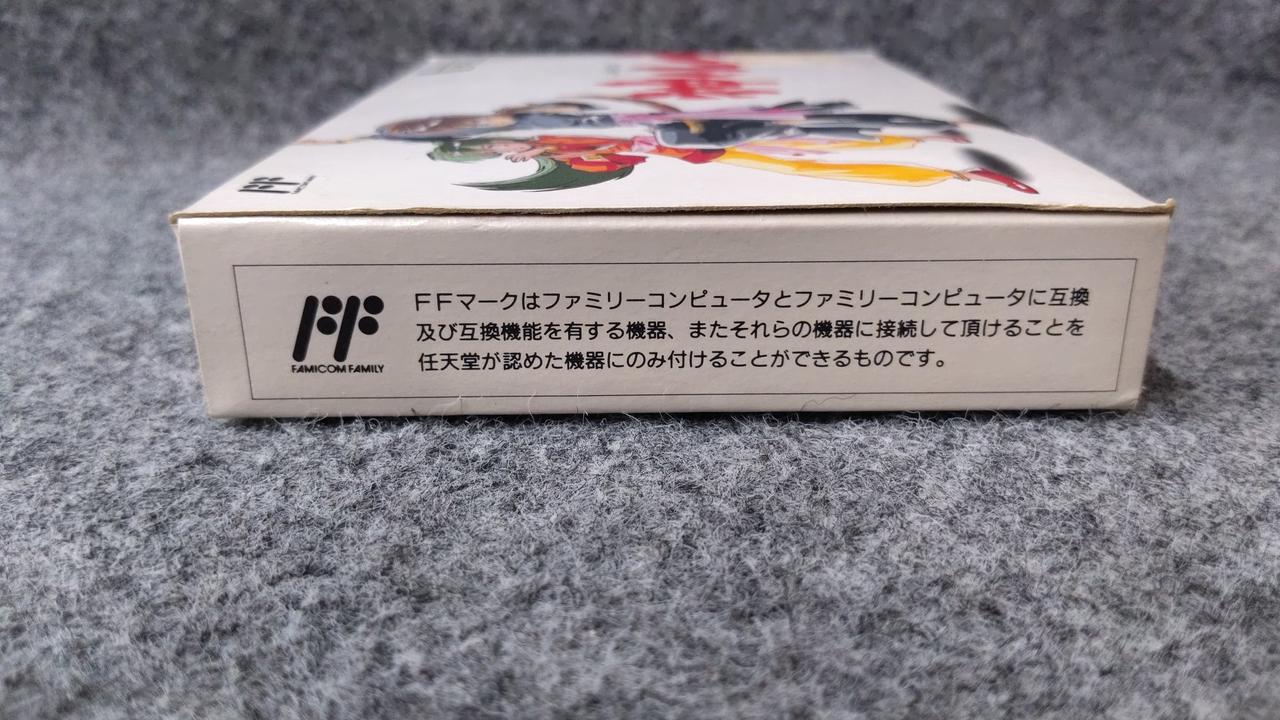 FAMICOM FAMILY
FFマークはファミリーコンピュータとファミリーコンピュータに互換
及び互換機能を有する機器、またそれらの機器に接続して頂けることを
任天堂が認めた機器にのみ付けることができるものです。